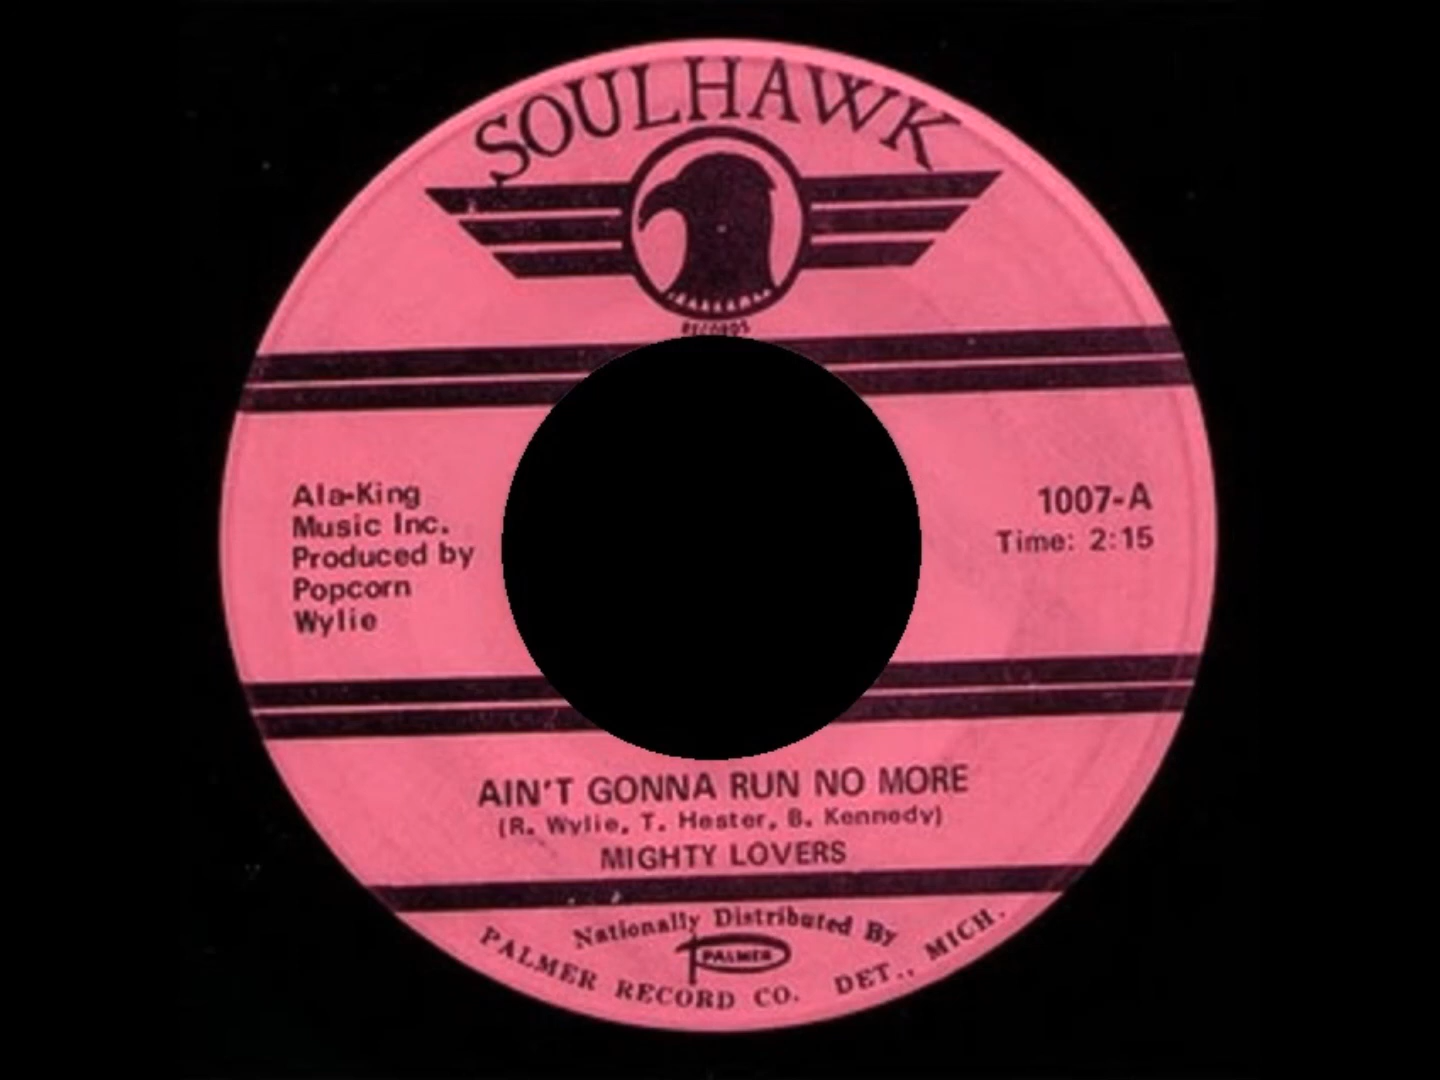 SOULHAWK
RECORDS
Ala-King
Music Inc.
Produced by
Popcorn
Wylie
1007-A
Time: 2:15
AIN'T GONNA RUN NO MORE
(R. Wylie, T. Hester, B. Kennedy)
MIGHTY LOVERS
Nationally Distributed By
PALMER
PALMER RECORD CO. DET., MICH.